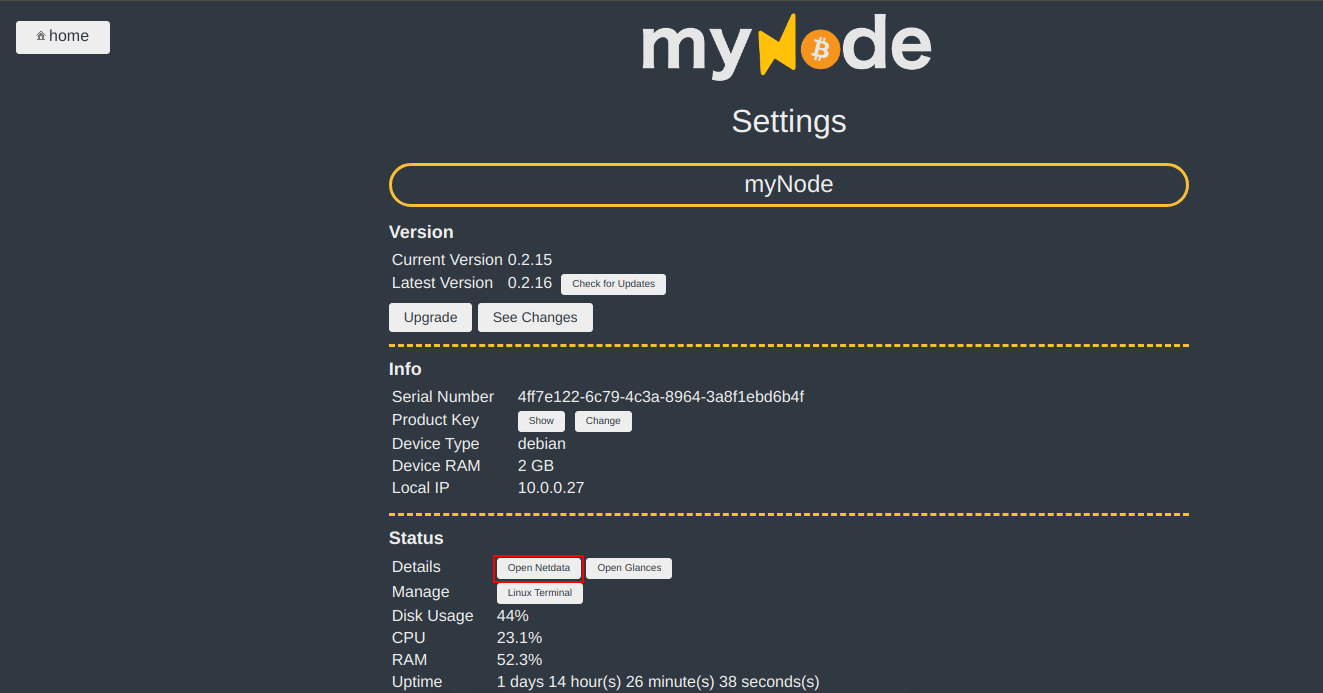 home
myNode
Settings
myNode
Version
Current Version 0.2.15
Latest Version 0.2.16 Check for Updates
Upgrade See Changes
Info
Serial Number 4ff7e122-6c79-4c3a-8964-3a8f1ebd6b4f
Product Key Show Change
Device Type debian
Device RAM 2 GB
Local IP 10.0.0.27
Status
Details Open Netdata Open Glances
Manage Linux Terminal
Disk Usage 44%
CPU 23.1%
RAM 52.3%
Uptime 1 days 14 hour(s) 26 minute(s) 38 seconds(s)